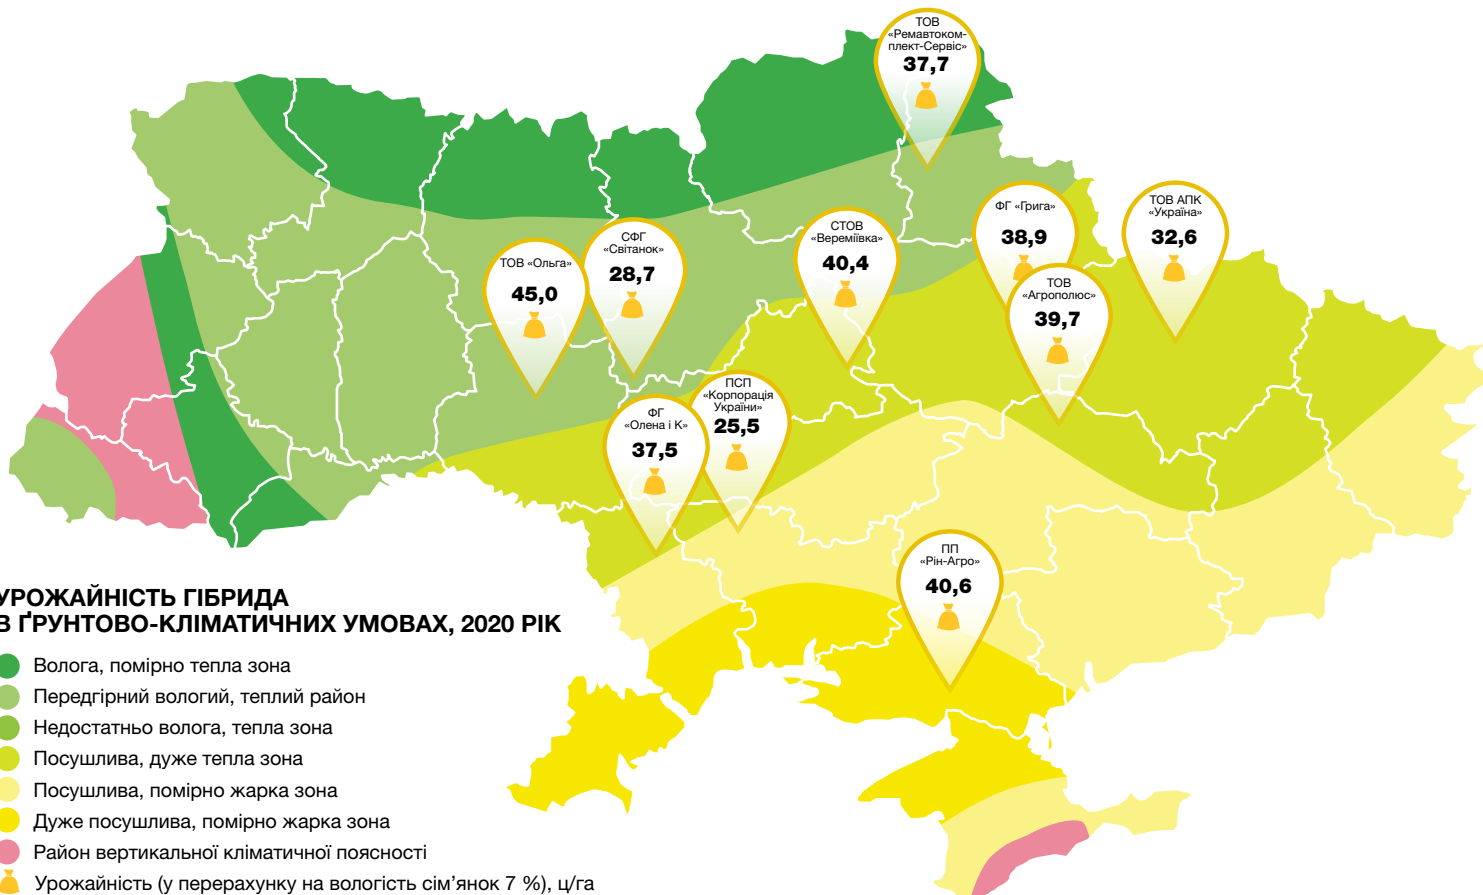 ТОВ
«Ремавтоком-
плект-Сервіс»
37,7
ФГ «Грига»
38,9
ТОВ АПК
«Україна»
32,6
СТОВ
«Вереміївка»
40,4
СФГ
«Світанок»
28,7
ТОВ «Ольга»
45,0
ТОВ
«Агрополюс»
39,7
ПСП
«Корпорація
України»
25,5
ФГ
«Олена і К»
37,5
ПП
«Рін-Агро»
40,6
УРОЖАЙНІСТЬ ГІБРИДА
В ҐРУНТОВО-КЛІМАТИЧНИХ УМОВАХ, 2020 РІК
Волога, помірно тепла зона
Передгірний вологий, теплий район
Недостатньо волога, тепла зона
Посушлива, дуже тепла зона
Посушлива, помірно жарка зона
Дуже посушлива, помірно жарка зона
Район вертикальної кліматичної поясності
Урожайність (у перерахунку на вологість сім’янок 7 %), ц/га